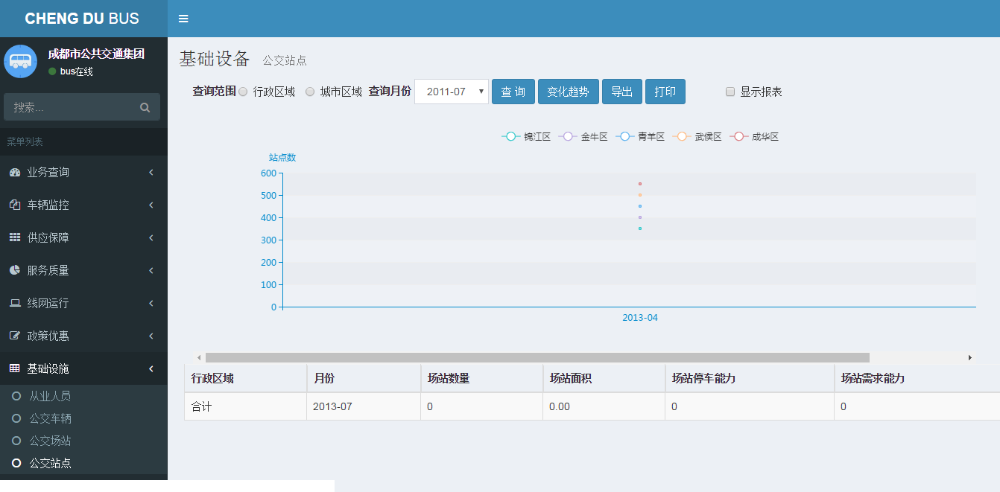 CHENG DU BUS
成都市公共交通集团
bus在线
搜索...
菜单列表
业务查询
车辆监控
供应保障
服务质量
线网运行
政策优惠
基础设施
从业人员
公交车辆
公交场站
公交站点
基础设备 公交站点
查询范围 行政区域 城市区域 查询月份 2011-07 查 询 变化趋势 导出 打印 显示报表
锦江区 金牛区 青羊区 武侯区 成华区
站点数
600
500
400
300
200
100
0
2013-04
行政区域 月份 场站数量 场站面积 场站停车能力 场站需求能力
合计 2013-07 0 0.00 0 0